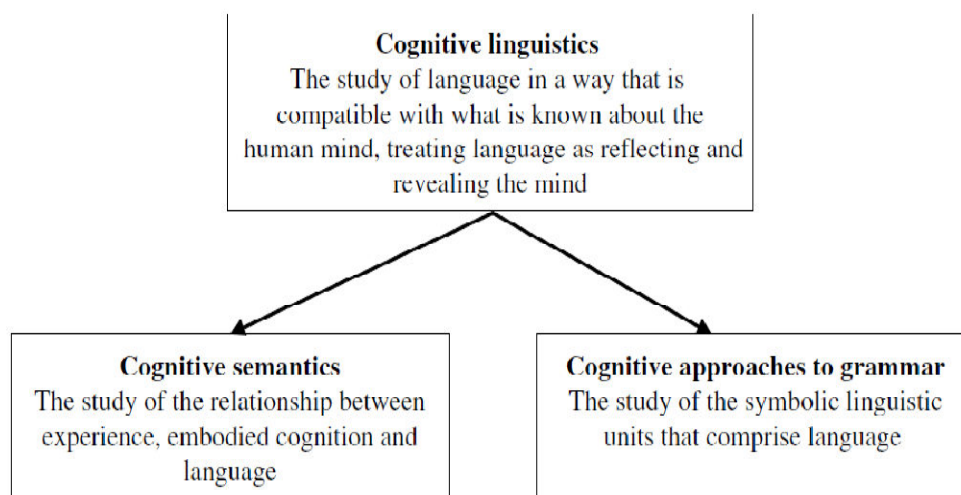 Cognitive linguistics
The study of language in a way that is
compatible with what is known about the
human mind, treating language as reflecting and
revealing the mind
Cognitive semantics
The study of the relationship between
experience, embodied cognition and
language
Cognitive approaches to grammar
The study of the symbolic linguistic
units that comprise language